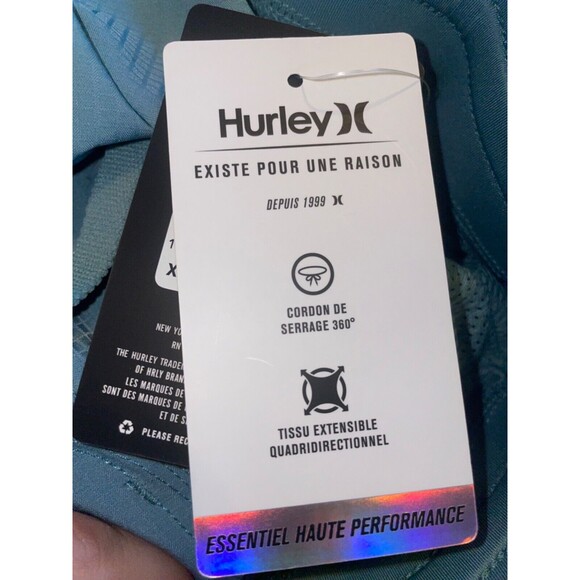 Hurley
EXISTE POUR UNE RAISON
DEPUIS 1999
CORDON DE
SERRAGE 360°
TISSU EXTENSIBLE
QUADRIDIRECTIONNEL
ESSENTIEL HAUTE PERFORMANCE
X
NEW YO
RN
THE HURLEY TRADE
OF HRLY BRAN
LES MARQUES DE
SONT DES MARQUES DE
ET DE S
PLEASE REC